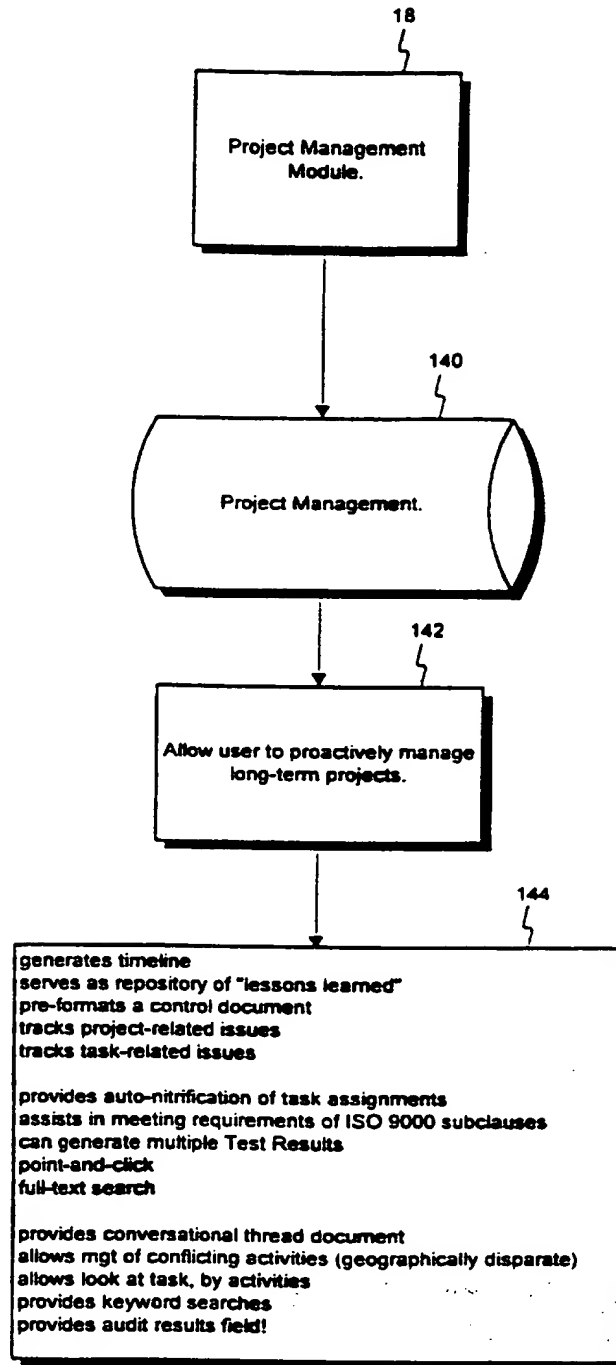 18
Project Management
Module.
140
Project Management.
142
Allow user to proactively manage
long-term projects.
144
generates timeline
serves as repository of "lessons learned"
pre-formats a control document
tracks project-related issues
tracks task-related issues
provides auto-nitrification of task assignments
assists in meeting requirements of ISO 9000 subclauses
can generate multiple Test Results
point-and-click
full-text search
provides conversational thread document
allows mgt of conflicting activities (geographically disparate)
allows look at task, by activities
provides keyword searches
provides audit results field!